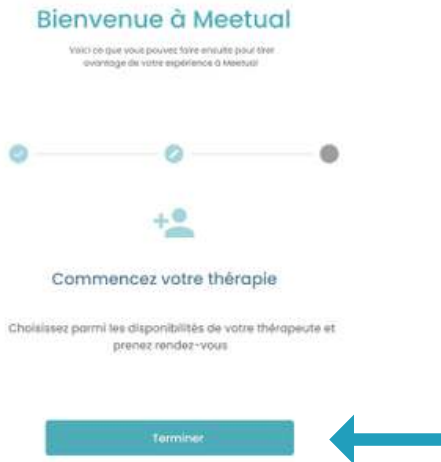 Bienvenue à Meetual
Voici ce que vous pouvez faire ensuite pour tirer
avantage de votre expérience à Meetual
Commencez votre thérapie
Choisissez parmi les disponibilités de votre thérapeute et
prenez rendez-vous
Terminer